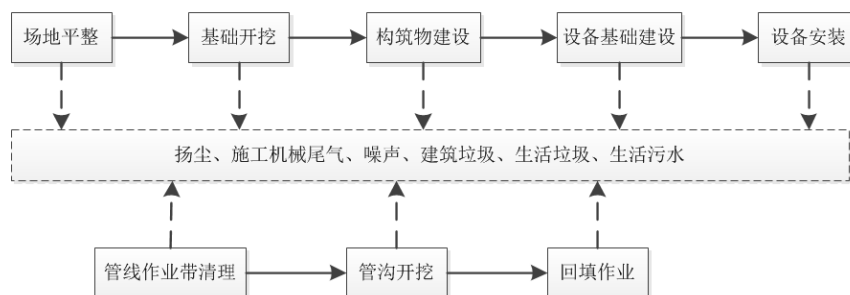 场地平整
基础开挖
构筑物建设
设备基础建设
设备安装
扬尘、施工机械尾气、噪声、建筑垃圾、生活垃圾、生活污水
管线作业带清理
管沟开挖
回填作业